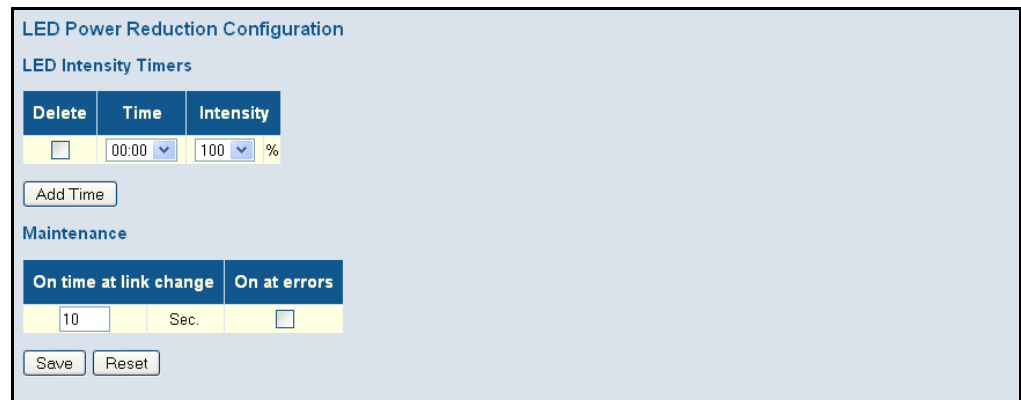 LED Power Reduction Configuration
LED Intensity Timers
Delete Time Intensity
00:00 100 %
Add Time
Maintenance
On time at link change On at errors
10 Sec.
Save Reset